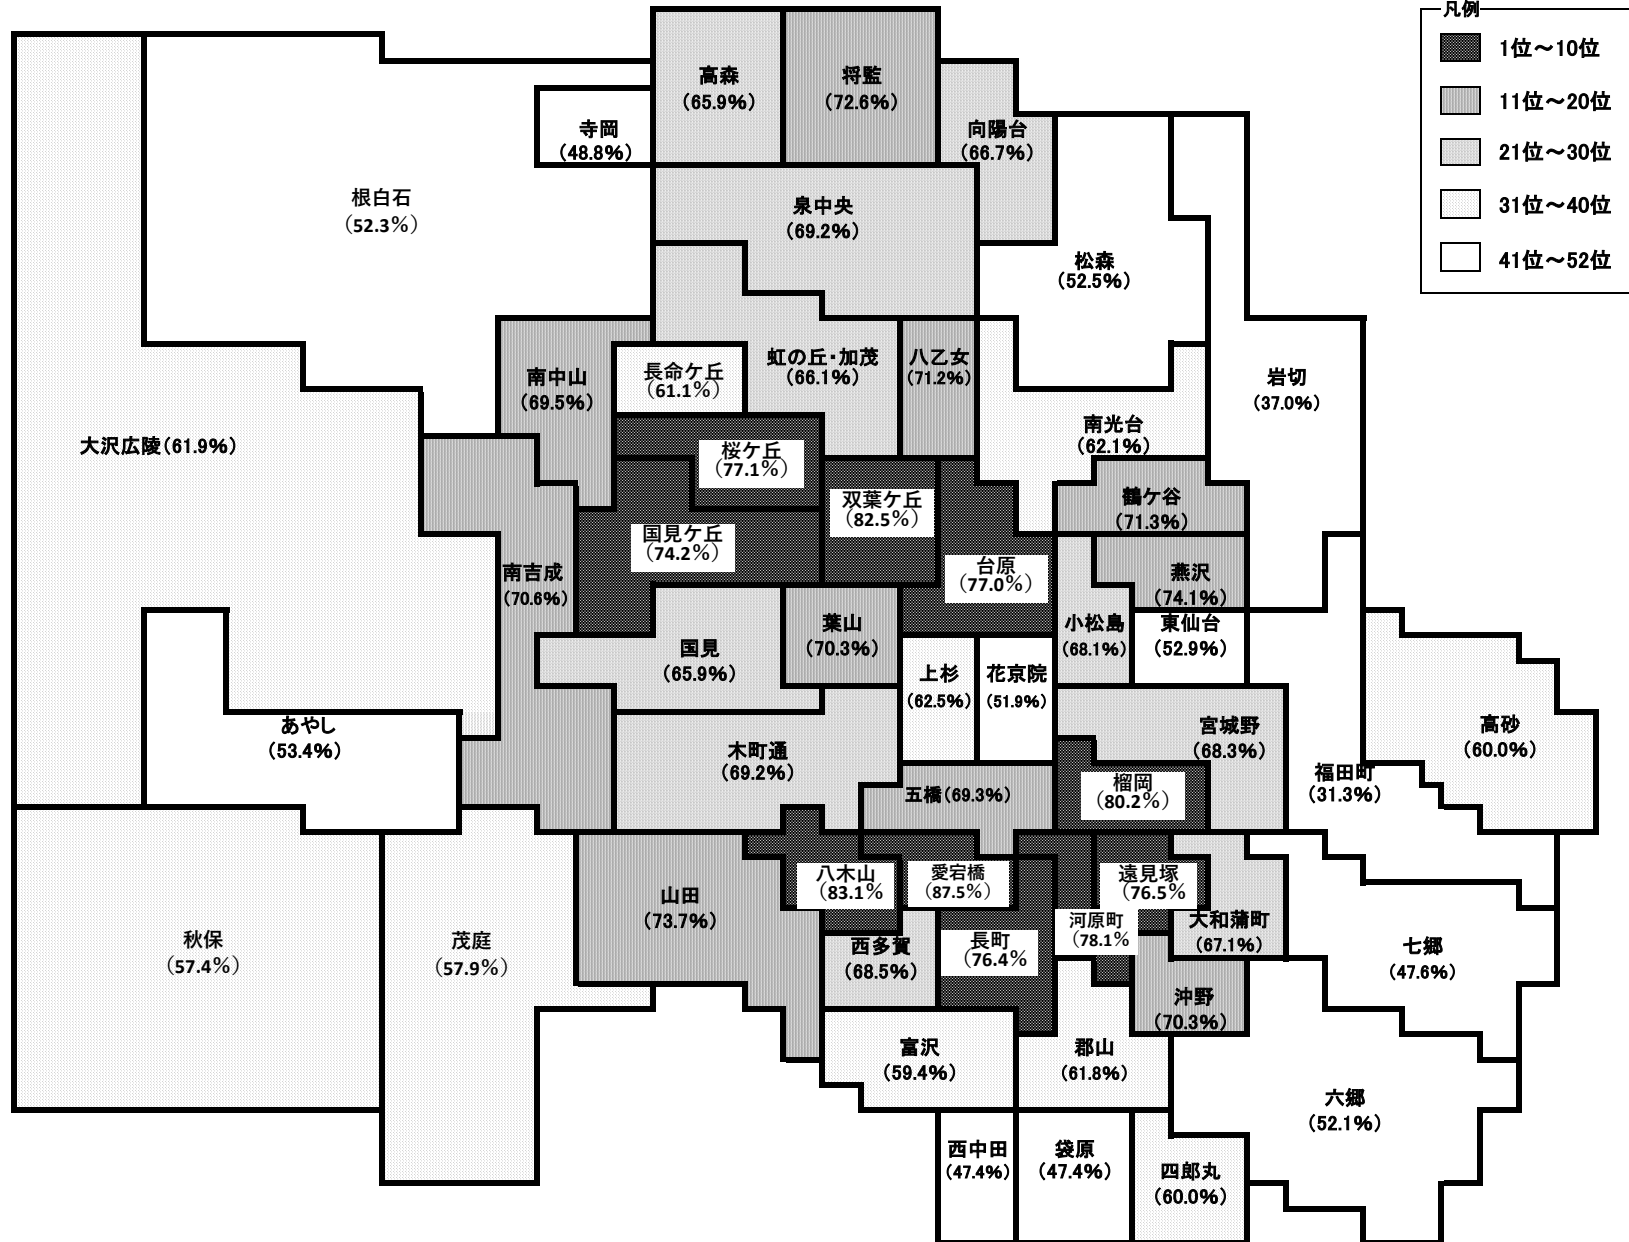 凡例
1位～10位
11位～20位
21位～30位
31位～40位
41位～52位
高森
(65.9%)
将監
(72.6%)
寺岡
(48.8%)
向陽台
(66.7%)
根白石
(52.3%)
泉中央
(69.2%)
松森
(52.5%)
南中山
(69.5%)
長命ケ丘
(61.1%)
虹の丘・加茂
(66.1%)
八乙女
(71.2%)
岩切
(37.0%)
大沢広陵(61.9%)
南光台
(62.1%)
桜ケ丘
(77.1%)
双葉ケ丘
(82.5%)
鶴ケ谷
(71.3%)
国見ケ丘
(74.2%)
台原
(77.0%)
南吉成
(70.6%)
燕沢
(74.1%)
葉山
(70.3%)
小松島
(68.1%)
東仙台
(52.9%)
国見
(65.9%)
上杉
(62.5%)
花京院
(51.9%)
あやし
(53.4%)
木町通
(69.2%)
宮城野
(68.3%)
高砂
(60.0%)
福田町
(31.3%)
五橋(69.3%)
榴岡
(80.2%)
八木山
(83.1%
愛宕橋
(87.5%)
遠見塚
(76.5%
山田
(73.7%)
河原町
(78.1%
大和蒲町
(67.1%)
秋保
(57.4%)
茂庭
(57.9%)
西多賀
(68.5%)
長町
(76.4%
七郷
(47.6%)
沖野
(70.3%)
富沢
(59.4%)
郡山
(61.8%)
六郷
(52.1%)
西中田
(47.4%)
袋原
(47.4%)
四郎丸
(60.0%)